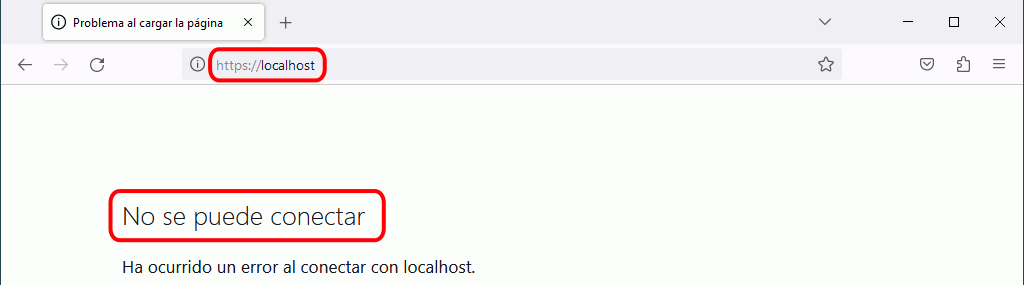 Problema al cargar la página
https://localhost
No se puede conectar
Ha ocurrido un error al conectar con localhost.